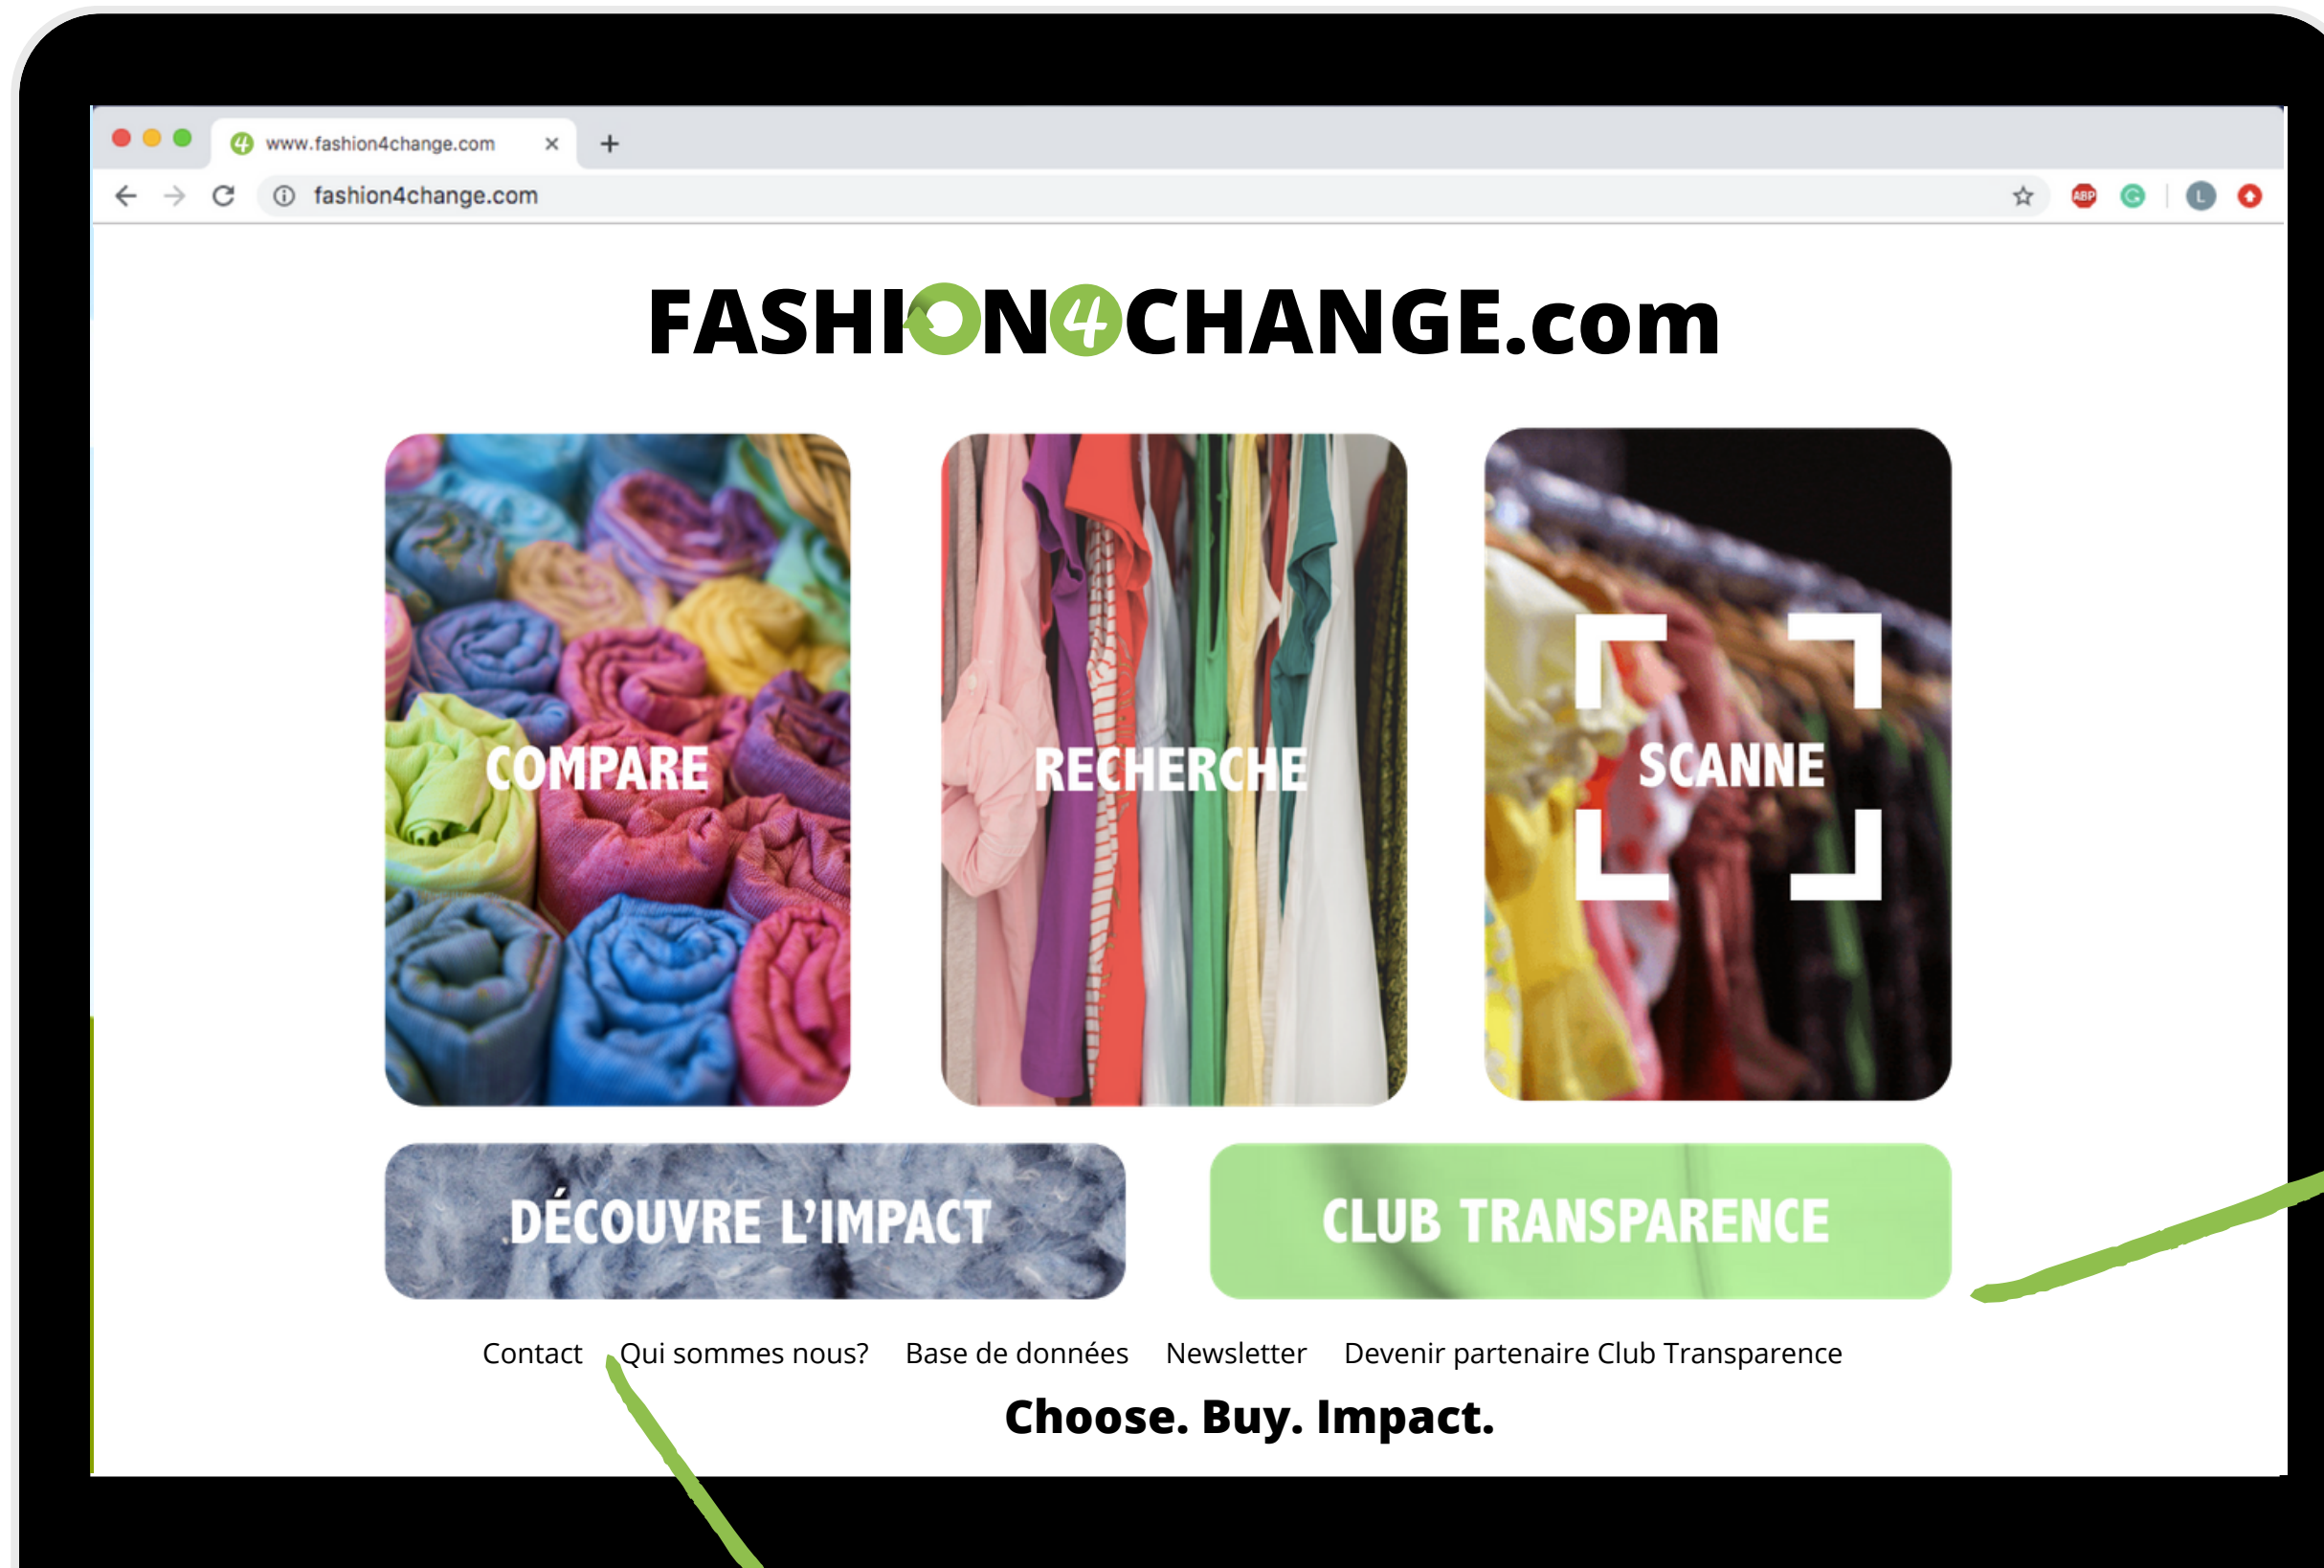 www.fashion4change.com
fashion4change.com
ABP
L
FASHION4CHANGE.com
COMPARE
RECHERCHE
SCANNE
DÉCOUVRE L'IMPACT
CLUB TRANSPARENCE
Contact Qui sommes nous? Base de données Newsletter Devenir partenaire Club Transparence
Choose. Buy. Impact.